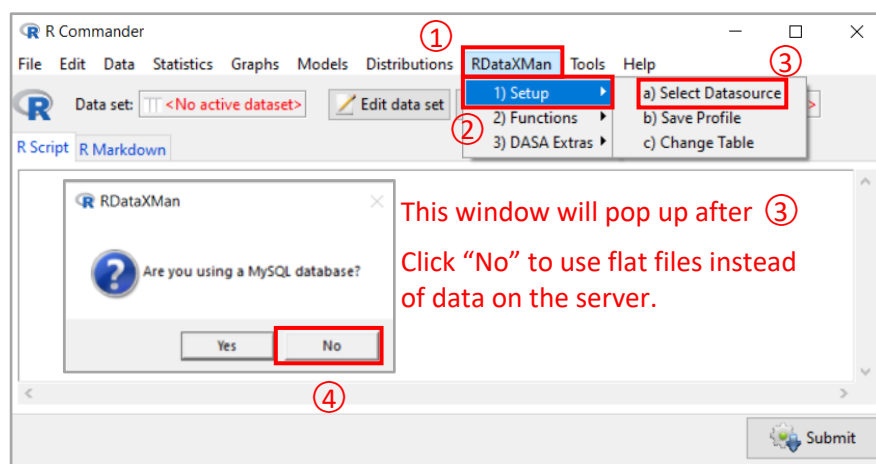 R Commander
①
File Edit Data Statistics Graphs Models Distributions RDataXMan Tools Help
③
Data set: <No active dataset> Edit data set
1) Setup
a) Select Datasource
②
2) Functions
b) Save Profile
3) DASA Extras
c) Change Table
R Script R Markdown
RDataXMan
This window will pop up after ③
Are you using a MySQL database?
Click “No” to use flat files instead
of data on the server.
Yes No
④
Submit